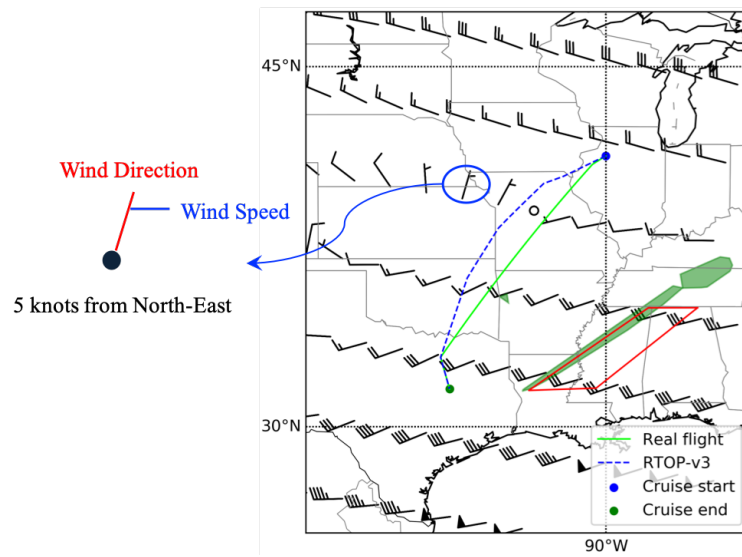 45°N
Wind Direction
Wind Speed
5 knots from North-East
30°N
Real flight
RTOP-v3
Cruise start
Cruise end
90°W